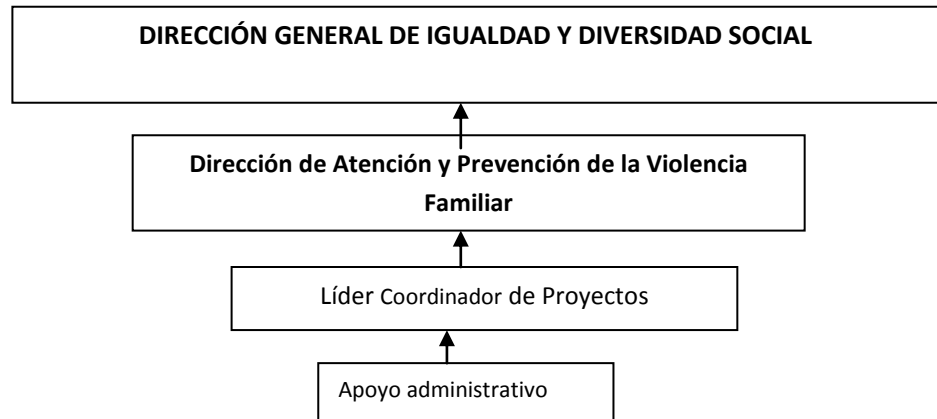 DIRECCIÓN GENERAL DE IGUALDAD Y DIVERSIDAD SOCIAL
Dirección de Atención y Prevención de la Violencia
Familiar
Líder Coordinador de Proyectos
Apoyo administrativo